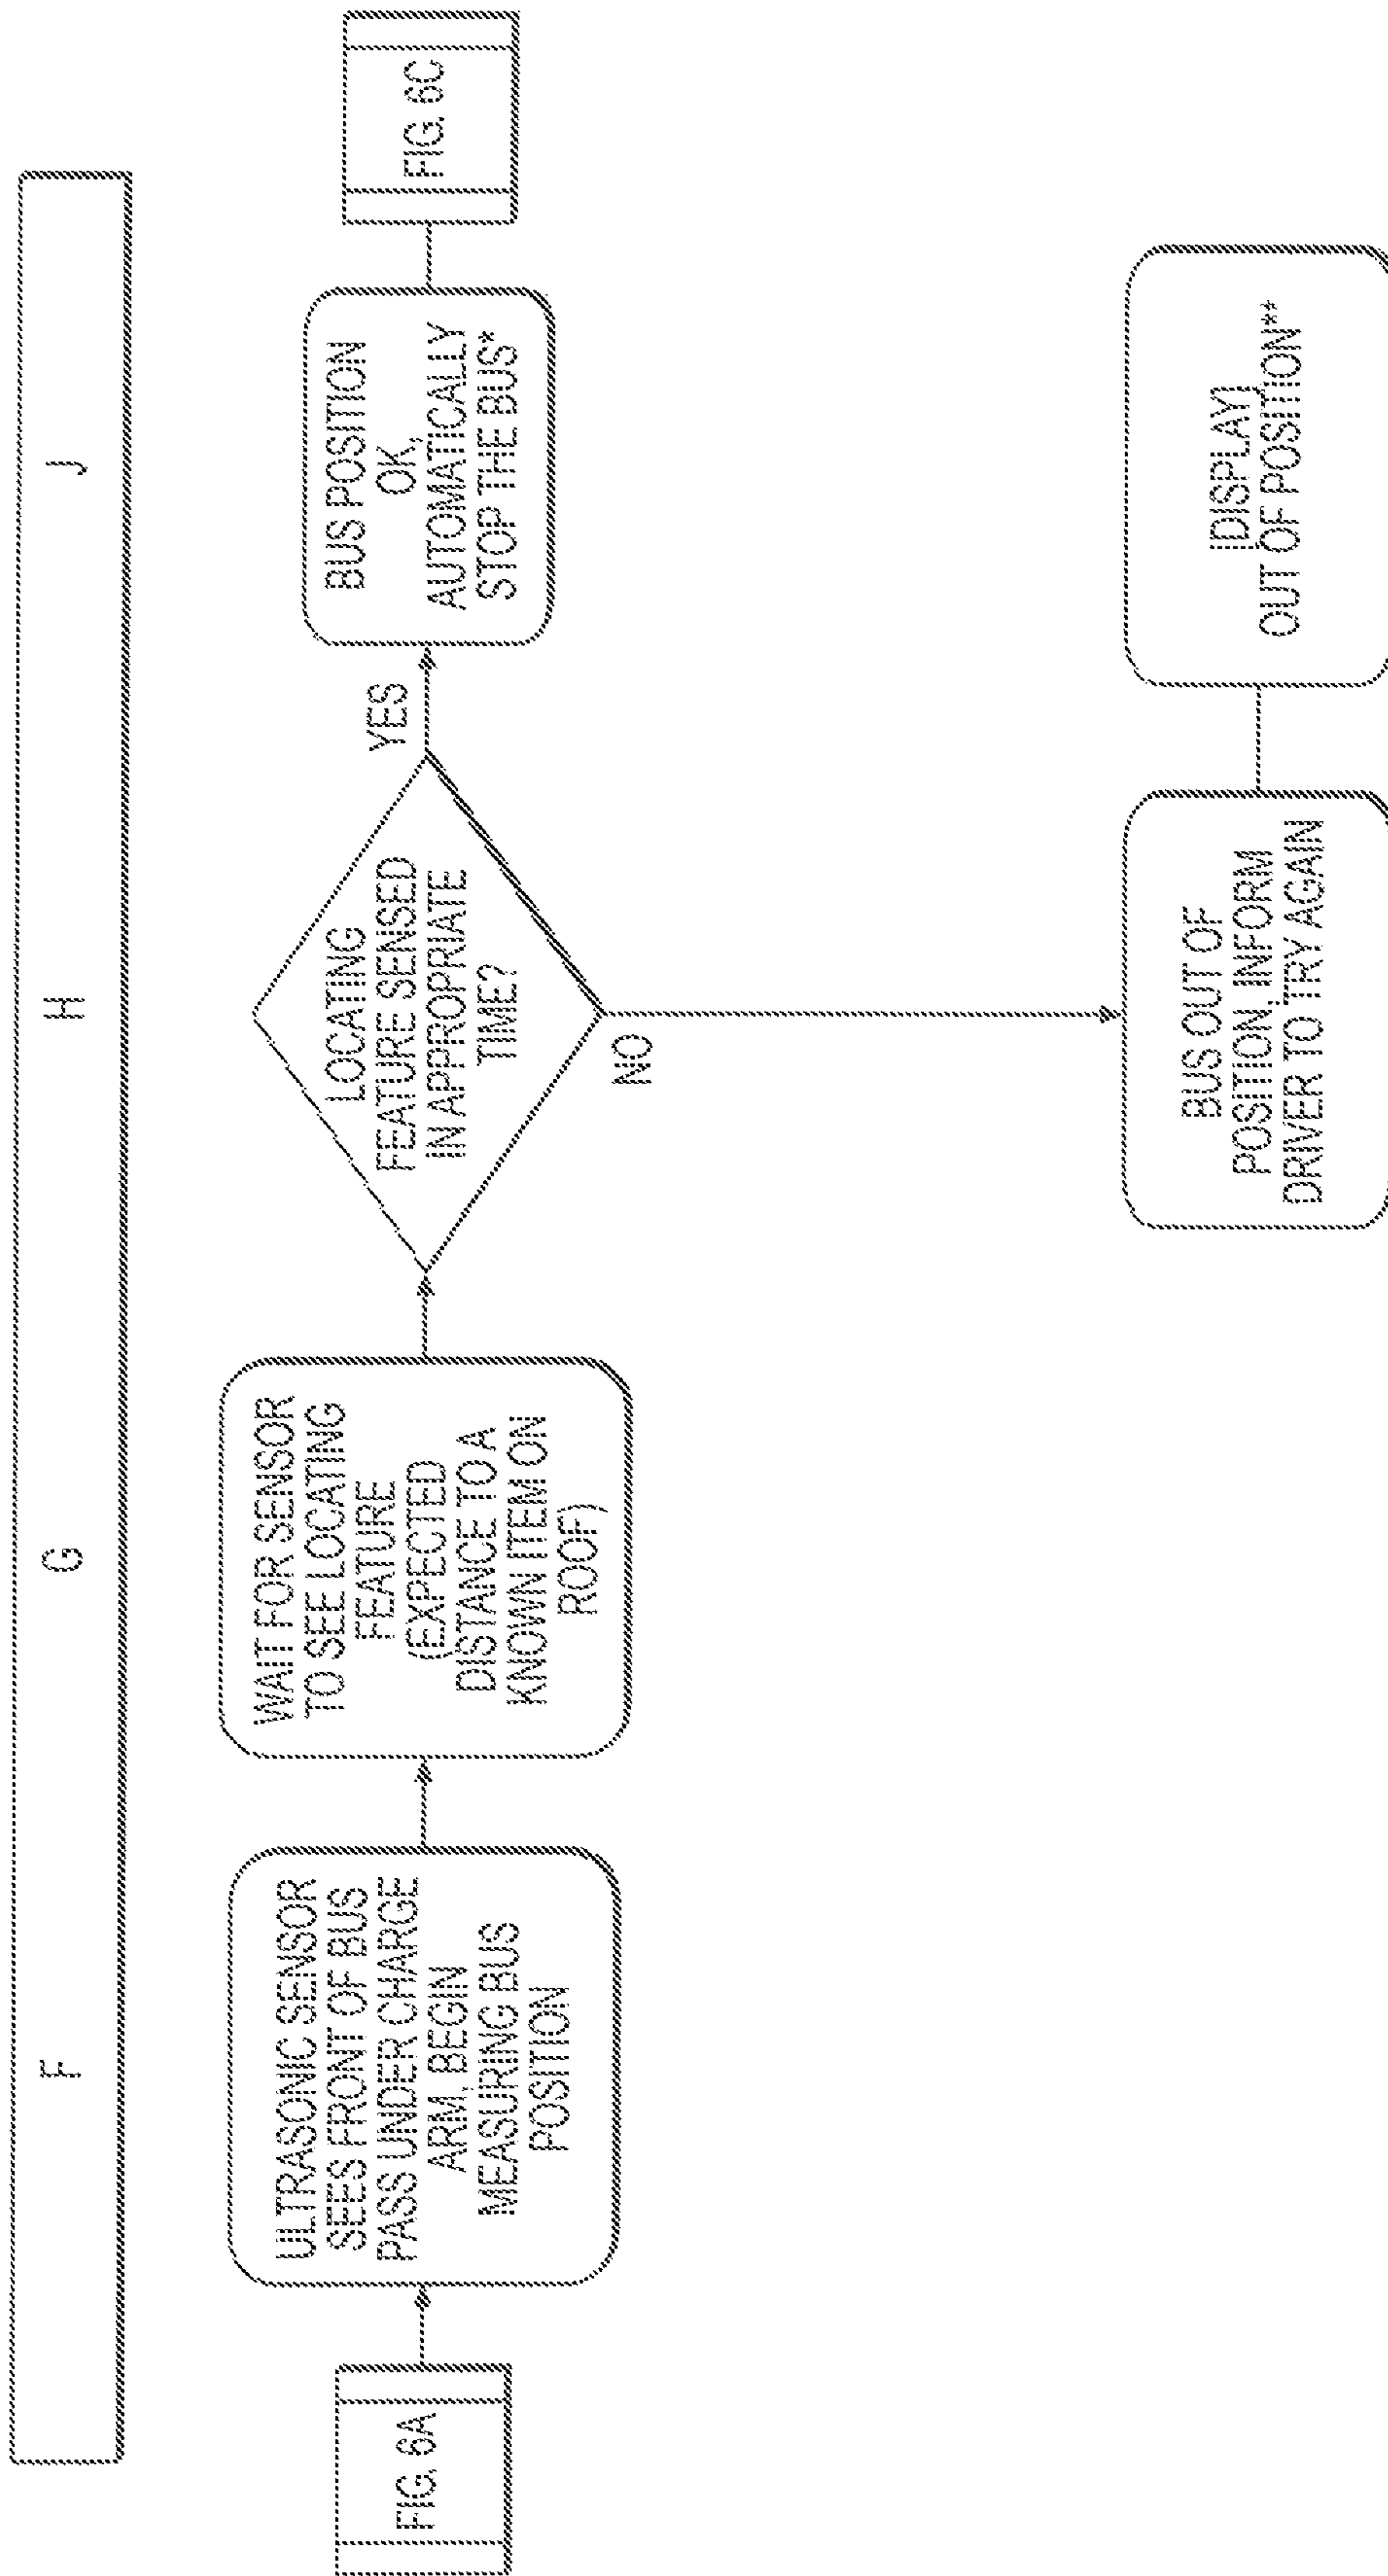 F G H J
FIG. 6A
ULTRASONIC SENSOR
SEES FRONT OF BUS
PASS UNDER CHARGE
ARM, BEGIN
MEASURING BUS
POSITION
WAIT FOR SENSOR
TO SEE LOCATING
FEATURE
(EXPECTED
DISTANCE TO A
KNOWN ITEM ON
ROOF)
LOCATING
FEATURE SENSED
IN APPROPRIATE
TIME?
YES
BUS POSITION
OK,
AUTOMATICALLY
STOP THE BUS*
FIG. 6C
NO
BUS OUT OF
POSITION, INFORM
DRIVER TO TRY AGAIN
[DISPLAY]
OUT OF POSITION**